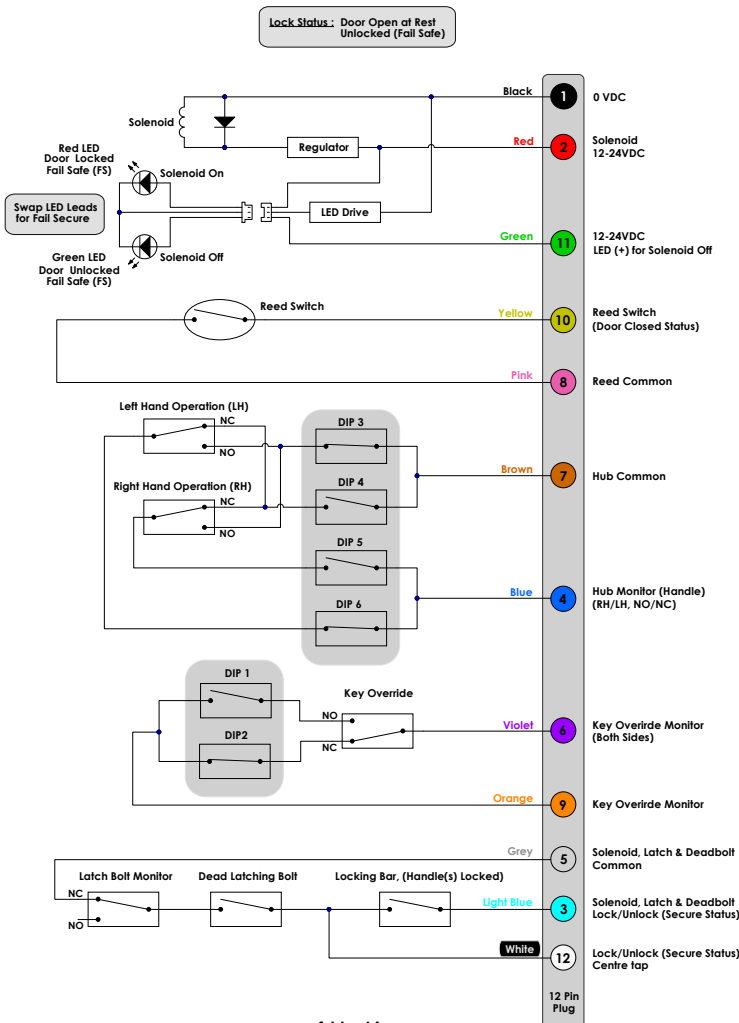 Lock Status : Door Open at Rest
Unlocked (Fail Safe)
Black
1
0 VDC
Solenoid
Red
2
Solenoid
12-24VDC
Regulator
Red LED
Door Locked
Fail Safe (FS)
Solenoid On
Swap LED Leads
for Fail Secure
LED Drive
Green
11
12-24VDC
LED (+) for Solenoid Off
Green LED
Door Unlocked
Fail Safe (FS)
Solenoid Off
Reed Switch
Yellow
10
Reed Switch
(Door Closed Status)
Pink
8
Reed Common
Left Hand Operation (LH)
NC
NO
DIP 3
Brown
7
Hub Common
DIP 4
Right Hand Operation (RH)
NC
NO
DIP 5
Blue
4
Hub Monitor (Handle)
(RH/LH, NO/NC)
DIP 6
DIP 1
Key Override
NO
NC
Violet
6
Key Overirde Monitor
(Both Sides)
DIP2
Orange
9
Key Overirde Monitor
Grey
5
Solenoid, Latch & Deadbolt
Common
Latch Bolt Monitor
Dead Latching Bolt
Locking Bar, (Handle(s) Locked)
NC
NO
Light Blue
3
Solenoid, Latch & Deadbolt
Lock/Unlock (Secure Status)
White
12
Lock/Unlock (Secure Status)
Centre tap
12 Pin
Plug